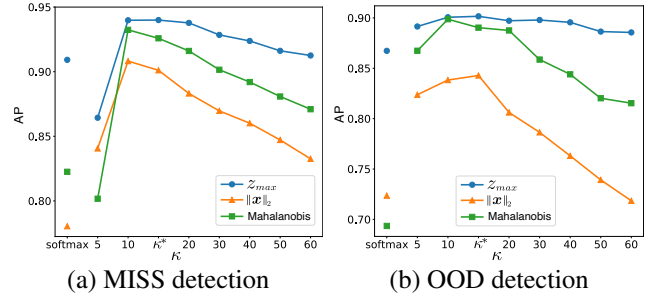 0.95
0.90
0.85
0.80
AP
softmax 5 10 κ* 20 30 40 50 60
κ
z_max
‖x‖₂
Mahalanobis
(a) MISS detection
0.90
0.85
0.80
0.75
0.70
AP
softmax 5 10 κ* 20 30 40 50 60
κ
z_max
‖x‖₂
Mahalanobis
(b) OOD detection